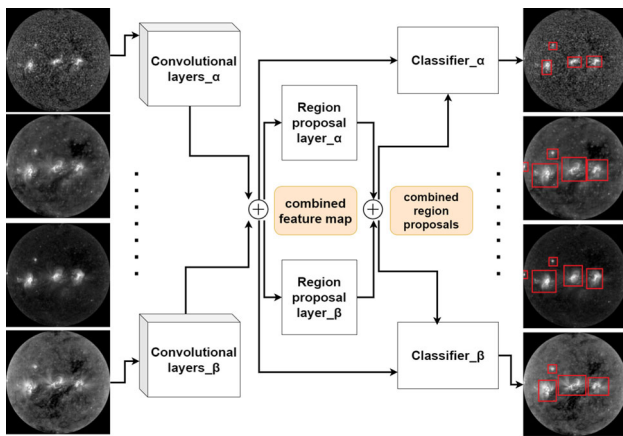 Convolutional
layers_α
Classifier_α
Region
proposal
layer_α
combined
feature map
combined
region
proposals
Region
proposal
layer_β
Convolutional
layers_β
Classifier_β